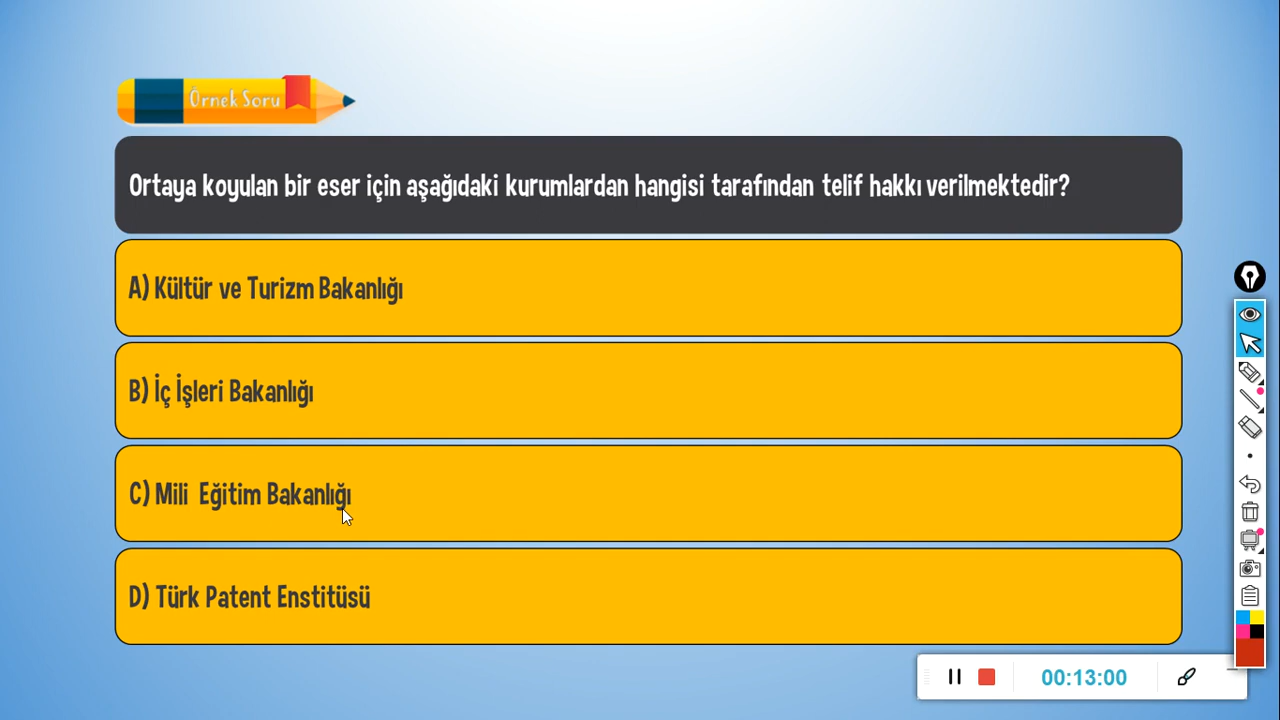 Örnek Soru
Ortaya koyulan bir eser için aşağıdaki kurumlardan hangisi tarafından telif hakkı verilmektedir?
A) Kültür ve Turizm Bakanlığı
B) İç İşleri Bakanlığı
C) Mili Eğitim Bakanlığı
D) Türk Patent Enstitüsü
00:13:00